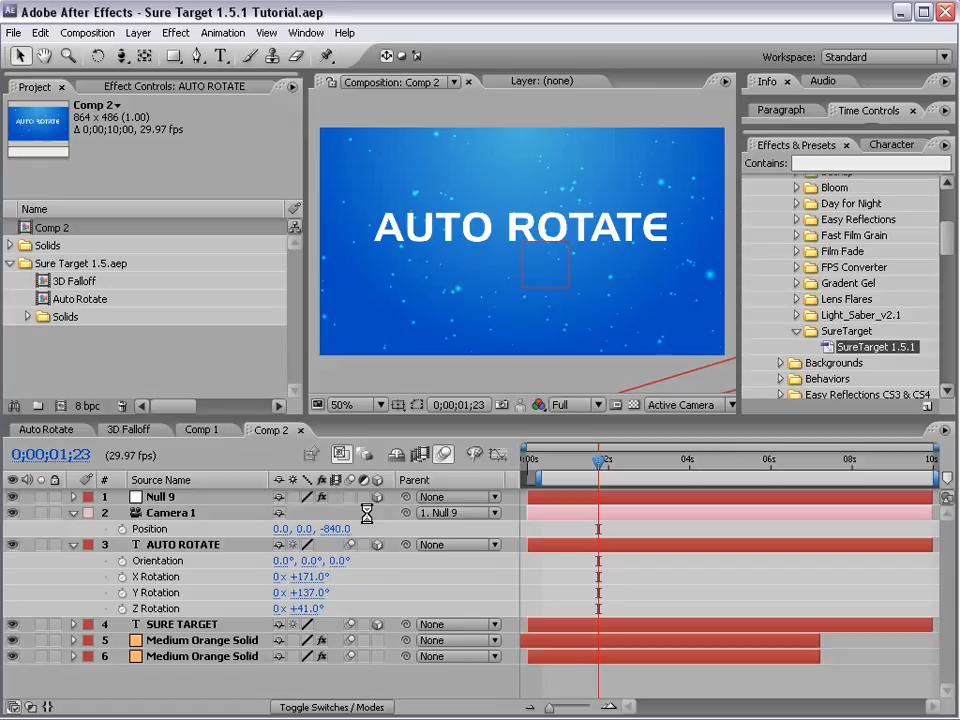 Adobe After Effects - Sure Target 1.5.1 Tutorial.aep
File Edit Composition Layer Effect Animation View Window Help
Workspace: Standard
Project Effect Controls: AUTO ROTATE
Comp 2
864 x 486 (1.00)
Δ 0;00;10;00, 29.97 fps
AUTO ROTATE
Name
Comp 2
Solids
Sure Target 1.5.aep
3D Falloff
Auto Rotate
Solids
8 bpc
Composition: Comp 2 Layer: (none)
AUTO ROTATE
50% 0;00;01;23 Full Active Camera
Info Audio
Paragraph Time Controls
Effects & Presets Character
Contains:
Bloom
Day for Night
Easy Reflections
Fast Film Grain
Film Fade
FPS Converter
Gradent Gel
Lens Flares
Light_Saber_v2.1
SureTarget
SureTarget 1.5.1
Backgrounds
Behaviors
Easy Reflections CS3 & CS4
Auto Rotate 3D Falloff Comp 1 Comp 2
0;00;01;23 (29.97 fps)
:00s 2s 04s 06s 08s 10s
# Source Name Parent
1 Null 9 None
2 Camera 1 1. Null 9
Position 0.0, 0.0, -840.0
3 T AUTO ROTATE None
Orientation 0.0°, 0.0°, 0.0°
X Rotation 0 x +171.0°
Y Rotation 0 x +137.0°
Z Rotation 0 x +41.0°
4 T SURE TARGET None
5 Medium Orange Solid None
6 Medium Orange Solid None
Toggle Switches / Modes